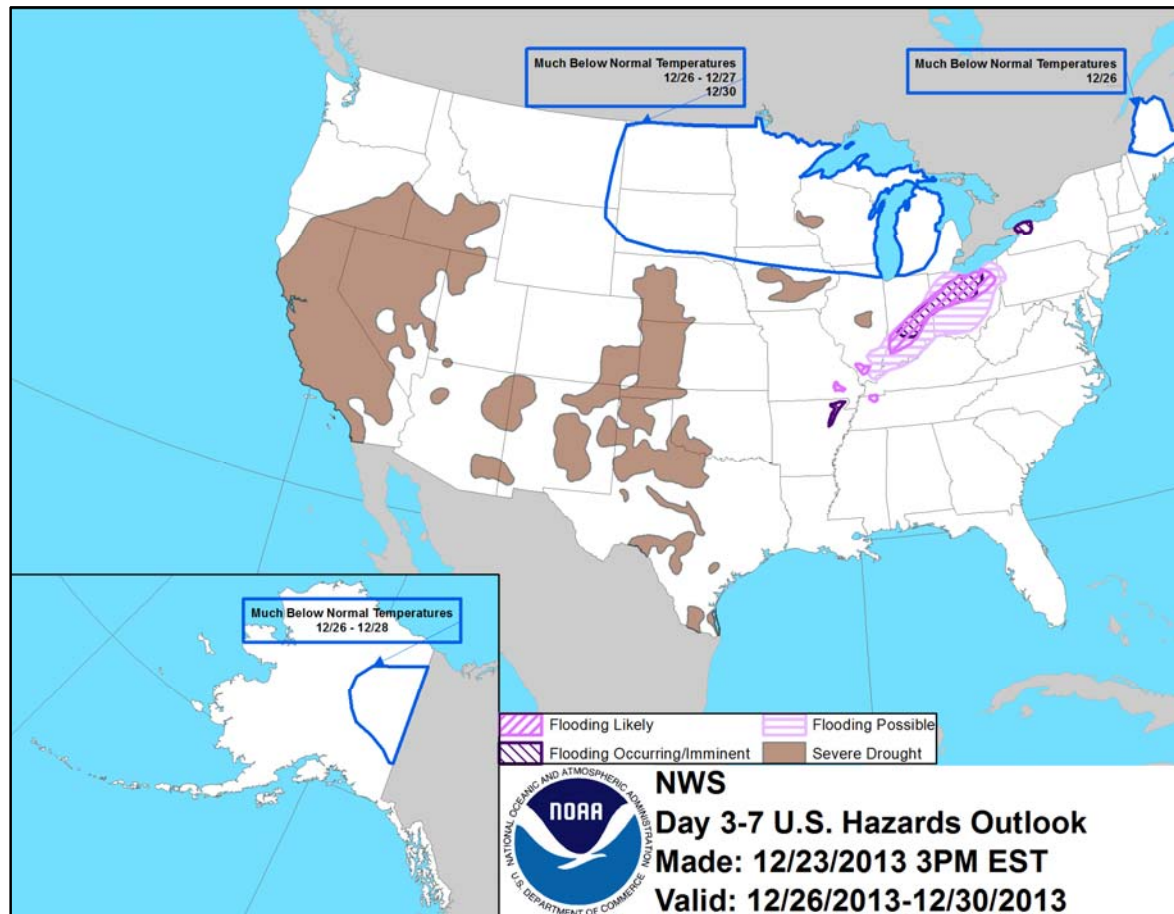 Much Below Normal Temperatures
12/26 - 12/27
12/30
Much Below Normal Temperatures
12/26
Much Below Normal Temperatures
12/26 - 12/28
Flooding Likely
Flooding Possible
Flooding Occurring/Imminent
Severe Drought
NATIONAL OCEANIC AND ATMOSPHERIC ADMINISTRATION
NOAA
U.S. DEPARTMENT OF COMMERCE
NWS
Day 3-7 U.S. Hazards Outlook
Made: 12/23/2013 3PM EST
Valid: 12/26/2013-12/30/2013